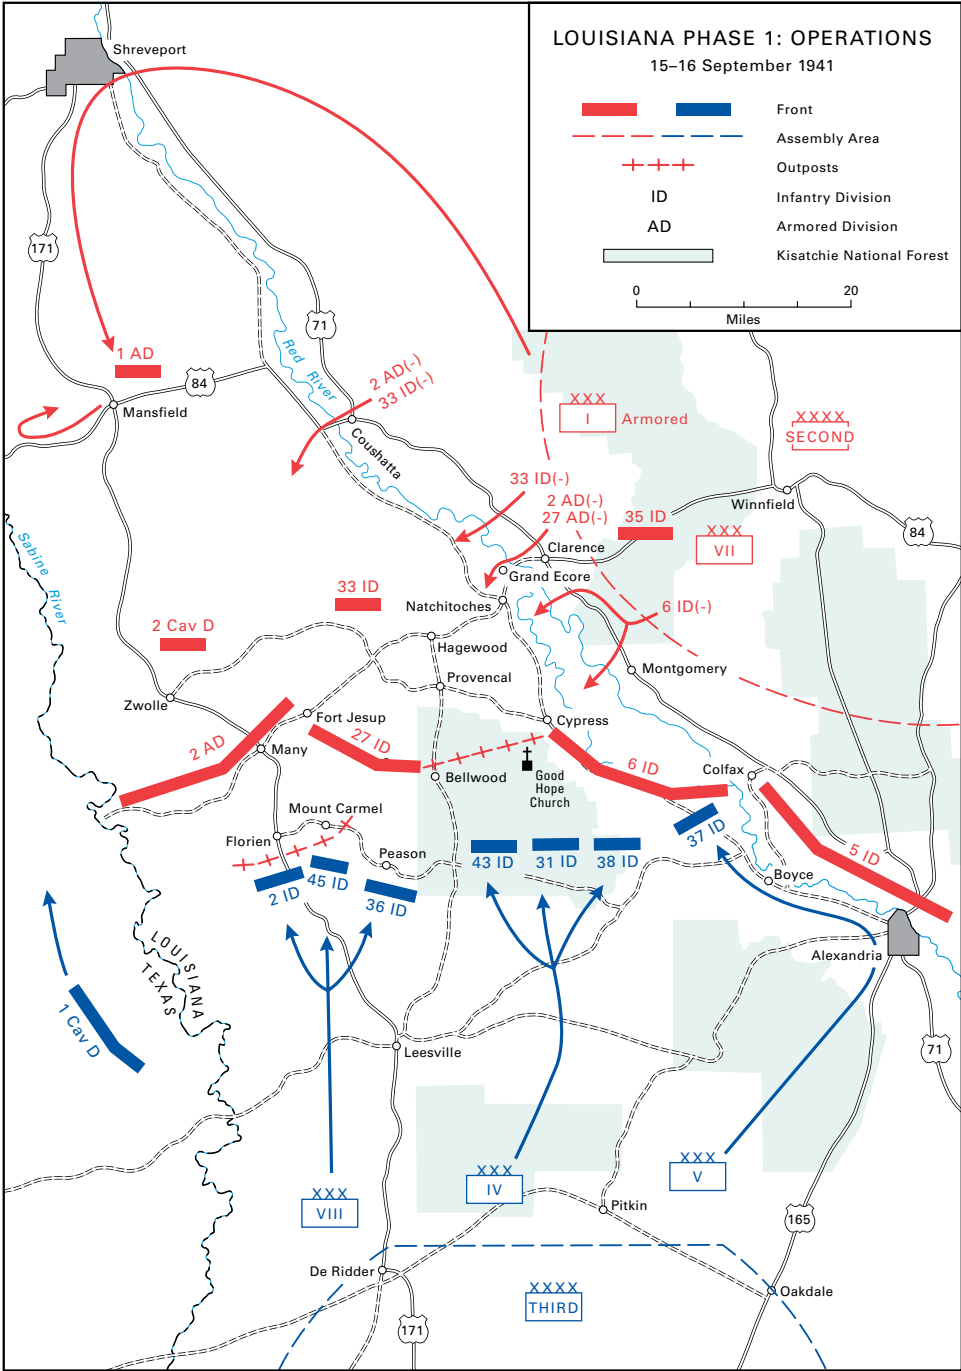 LOUISIANA PHASE 1: OPERATIONS
15–16 September 1941
Front
Assembly Area
Outposts
ID
Infantry Division
AD
Armored Division
Kisatchie National Forest
0
20
Miles
Shreveport
171
71
Red River
1 AD
84
Mansfield
2 AD(-)
33 ID(-)
Coushatta
XXX
I
Armored
XXXX
SECOND
33 ID(-)
2 AD(-)
27 AD(-)
35 ID
Winnfield
XXX
VII
84
Clarence
Grand Ecore
Sabine River
33 ID
Natchitoches
6 ID(-)
2 Cav D
Hagewood
Montgomery
Provencal
Zwolle
Fort Jesup
Cypress
2 AD
Many
27 ID
Bellwood
Good
Hope
Church
6 ID
Colfax
Mount Carmel
Florien
Peason
37 ID
5 ID
43 ID
31 ID
38 ID
2 ID
45 ID
36 ID
Boyce
LOUISIANA
TEXAS
Alexandria
1 Cav D
Leesville
71
XXX
VIII
XXX
IV
XXX
V
Pitkin
165
De Ridder
XXXX
THIRD
Oakdale
171